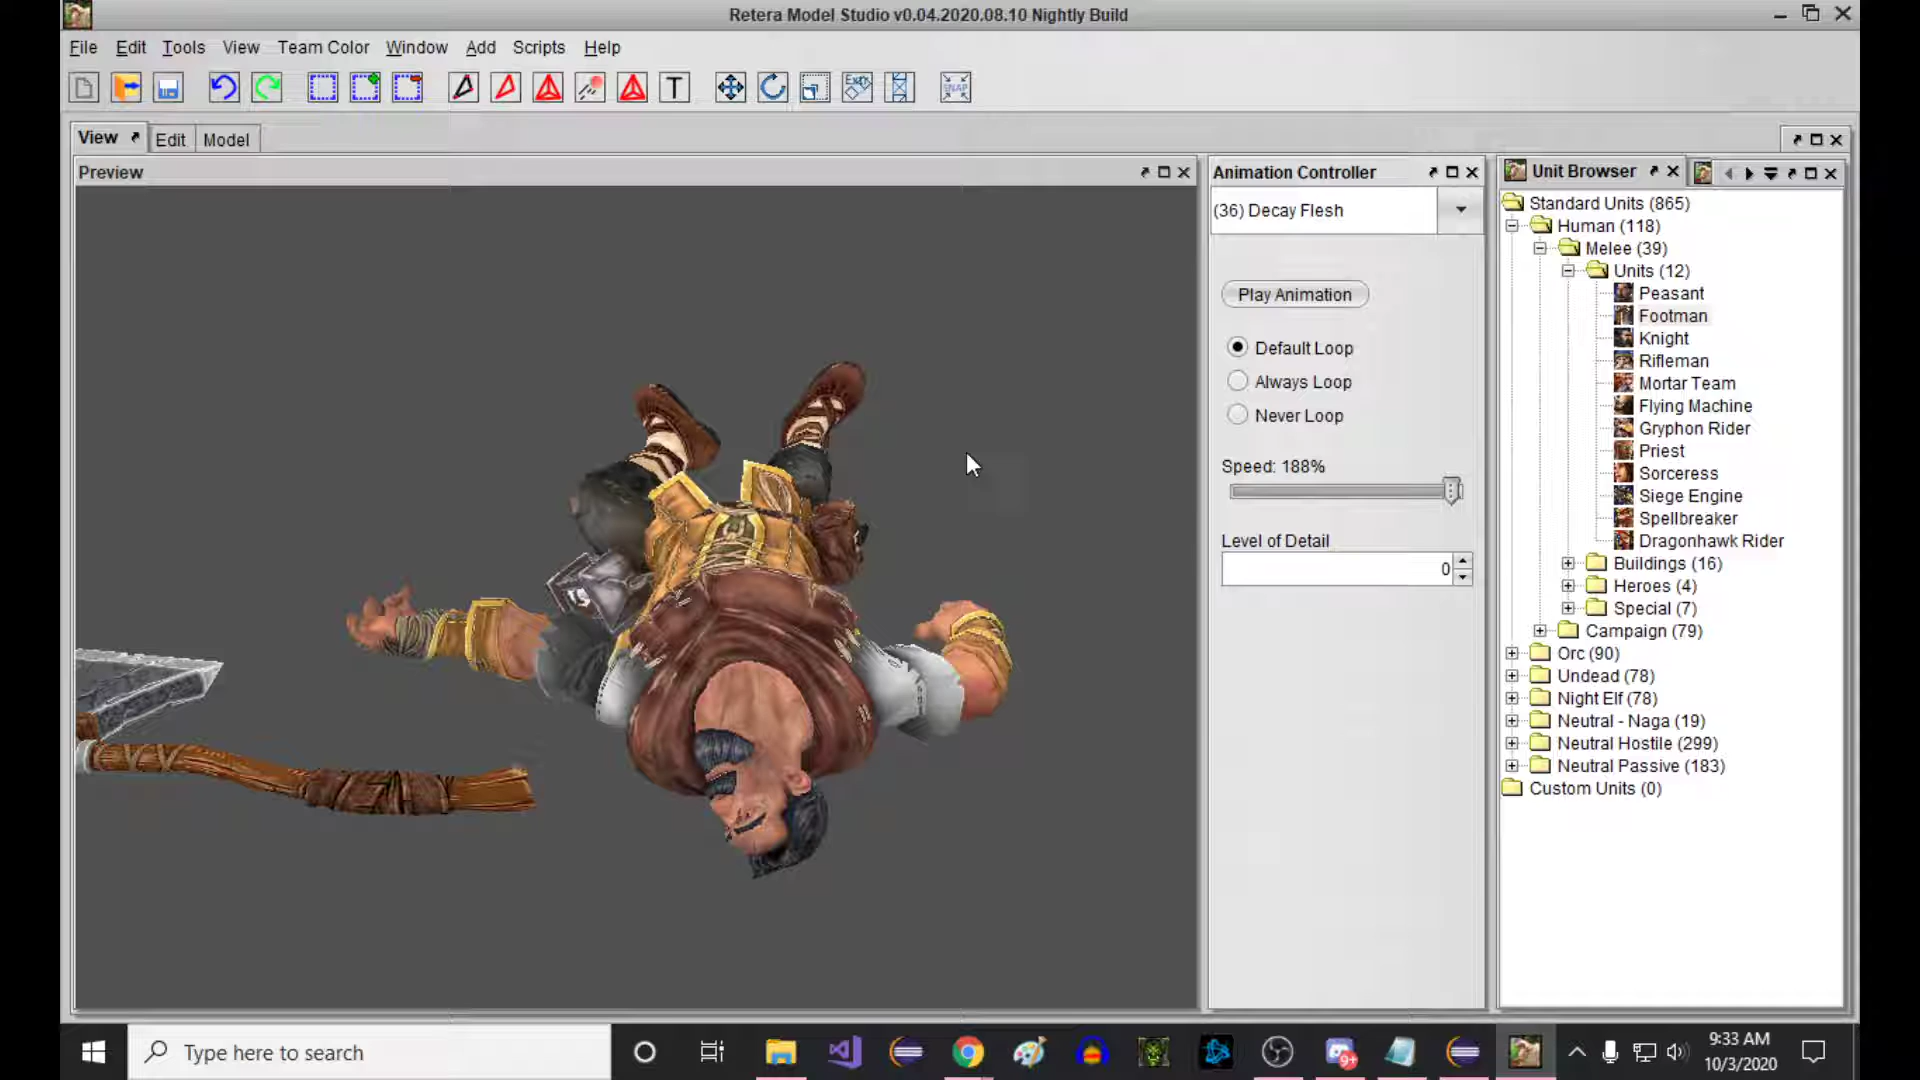 Retera Model Studio v0.04.2020.08.10 Nightly Build
File Edit Tools View Team Color Window Add Scripts Help
T
SNAP
View Edit Model
Preview
Animation Controller
(36) Decay Flesh
Play Animation
Default Loop
Always Loop
Never Loop
Speed: 188%
Level of Detail
0
Unit Browser
Standard Units (865)
Human (118)
Melee (39)
Units (12)
Peasant
Footman
Knight
Rifleman
Mortar Team
Flying Machine
Gryphon Rider
Priest
Sorceress
Siege Engine
Spellbreaker
Dragonhawk Rider
Buildings (16)
Heroes (4)
Special (7)
Campaign (79)
Orc (90)
Undead (78)
Night Elf (78)
Neutral - Naga (19)
Neutral Hostile (299)
Neutral Passive (183)
Custom Units (0)
Type here to search
9+
9:33 AM
10/3/2020